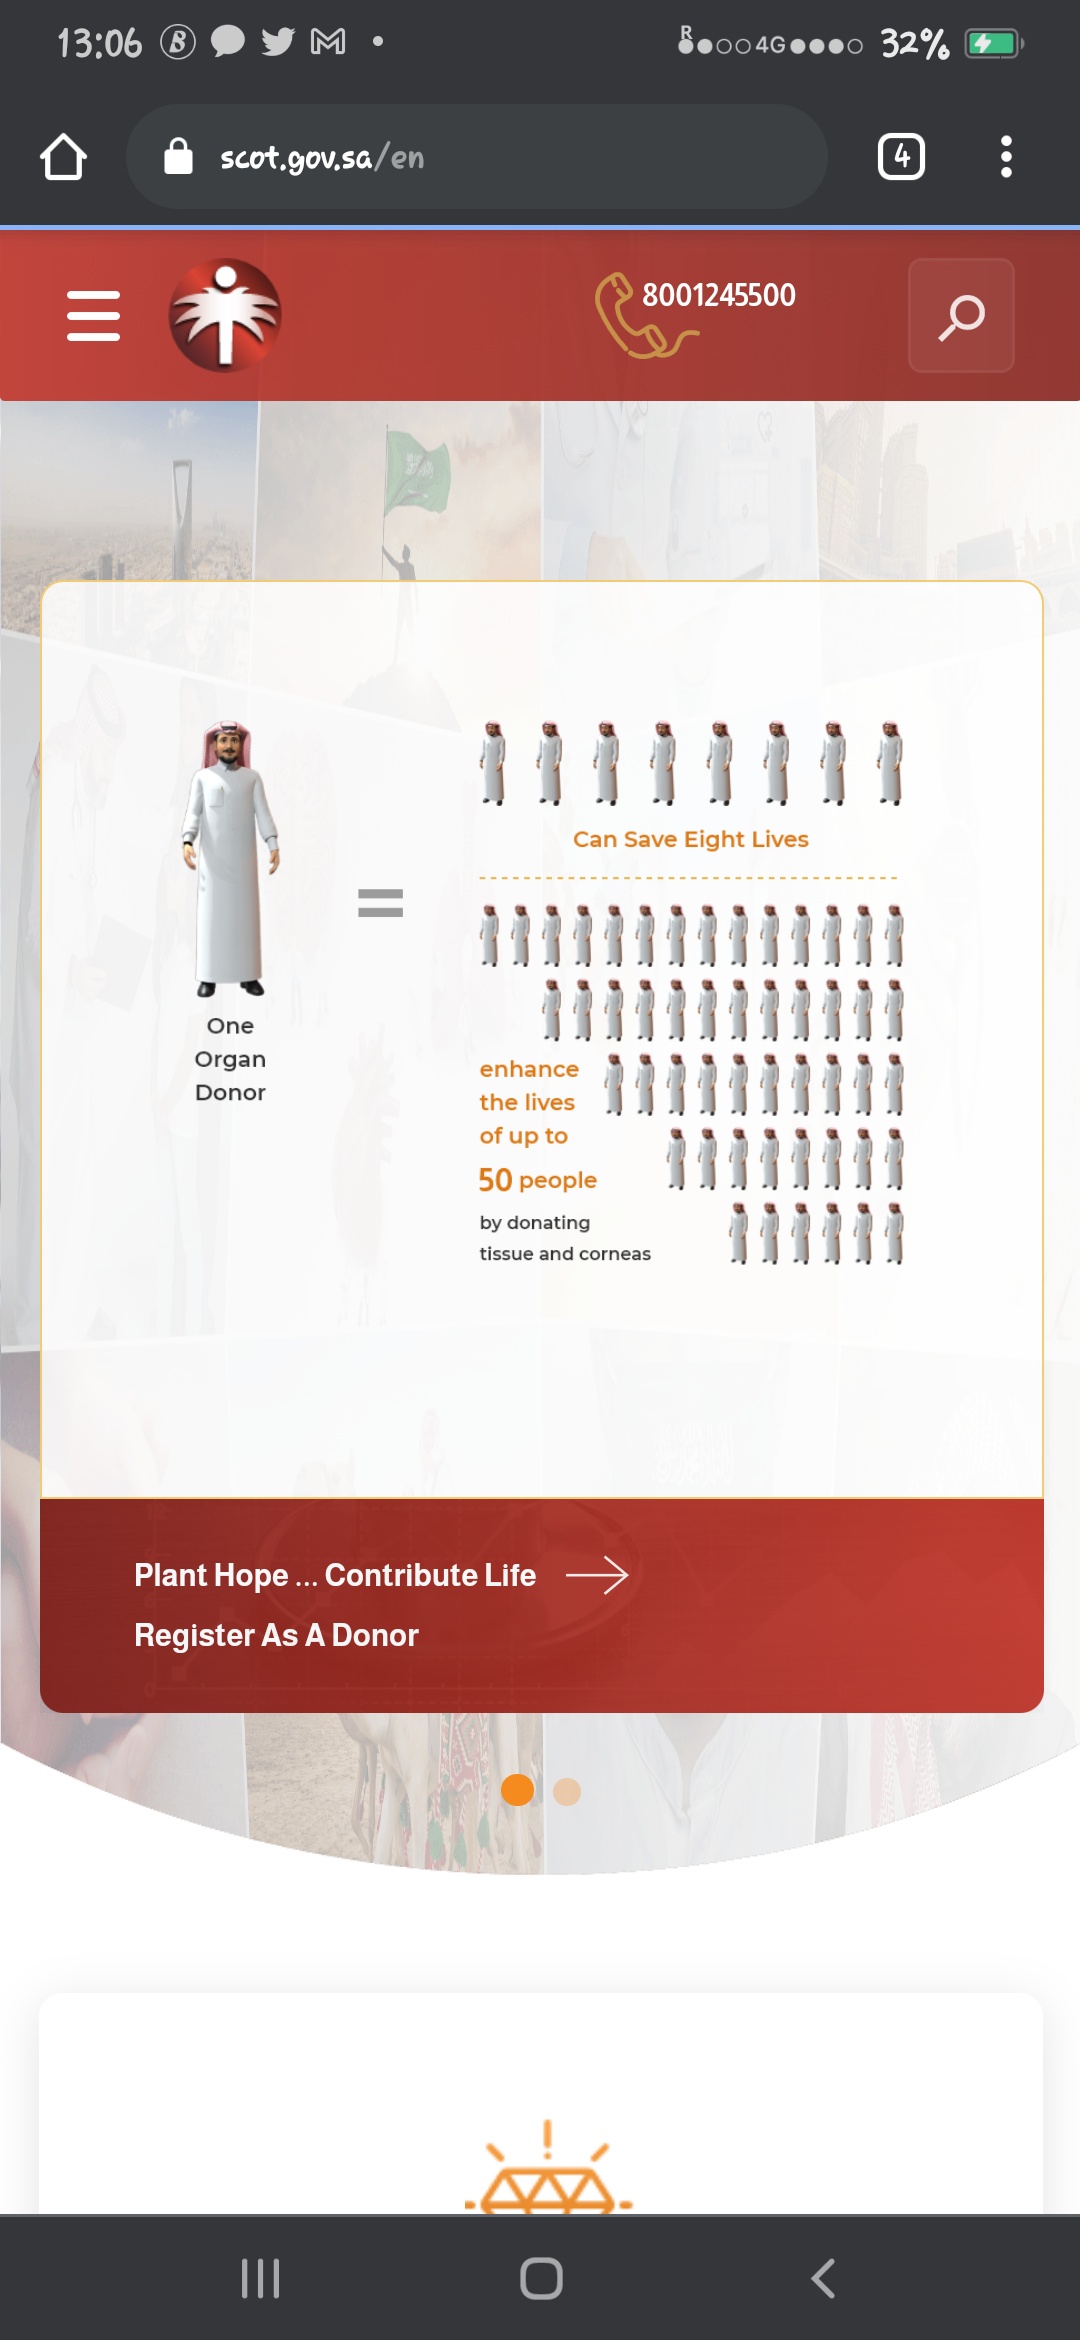 13:06
R
4G
32%
scot.gov.sa/en
4
8001245500
Can Save Eight Lives
One
Organ
Donor
=
enhance
the lives
of up to
50 people
by donating
tissue and corneas
Plant Hope ... Contribute Life
Register As A Donor